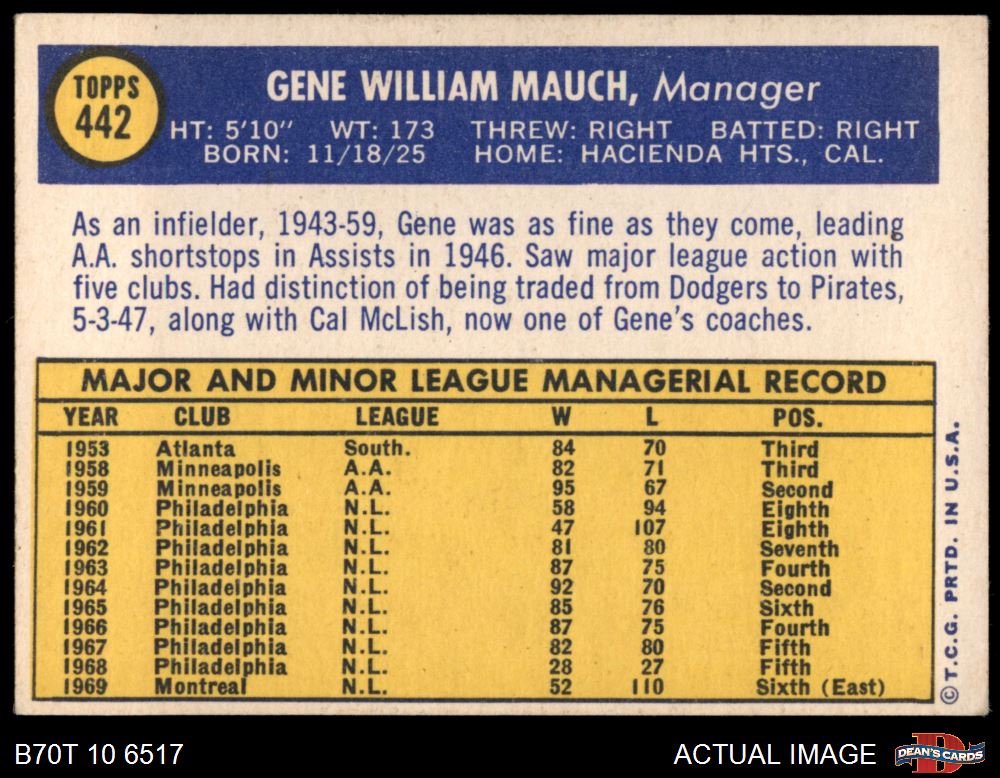 TOPPS
442
GENE WILLIAM MAUCH, Manager
HT: 5'10" WT: 173 THREW: RIGHT BATTED: RIGHT
BORN: 11/18/25 HOME: HACIENDA HTS., CAL.
As an infielder, 1943-59, Gene was as fine as they come, leading
A.A. shortstops in Assists in 1946. Saw major league action with
five clubs. Had distinction of being traded from Dodgers to Pirates,
5-3-47, along with Cal McLish, now one of Gene's coaches.
MAJOR AND MINOR LEAGUE MANAGERIAL RECORD
YEAR CLUB LEAGUE W L POS.
1953 Atlanta South. 84 70 Third
1958 Minneapolis A.A. 82 71 Third
1959 Minneapolis A.A. 95 67 Second
1960 Philadelphia N.L. 58 94 Eighth
1961 Philadelphia N.L. 47 107 Eighth
1962 Philadelphia N.L. 81 80 Seventh
1963 Philadelphia N.L. 87 75 Fourth
1964 Philadelphia N.L. 92 70 Second
1965 Philadelphia N.L. 85 76 Sixth
1966 Philadelphia N.L. 87 75 Fourth
1967 Philadelphia N.L. 82 80 Fifth
1968 Philadelphia N.L. 28 27 Fifth
1969 Montreal N.L. 52 110 Sixth (East)
©T.C.G. PRTD. IN U.S.A.
B70T 10 6517
ACTUAL IMAGE
D
DEAN'S CARDS